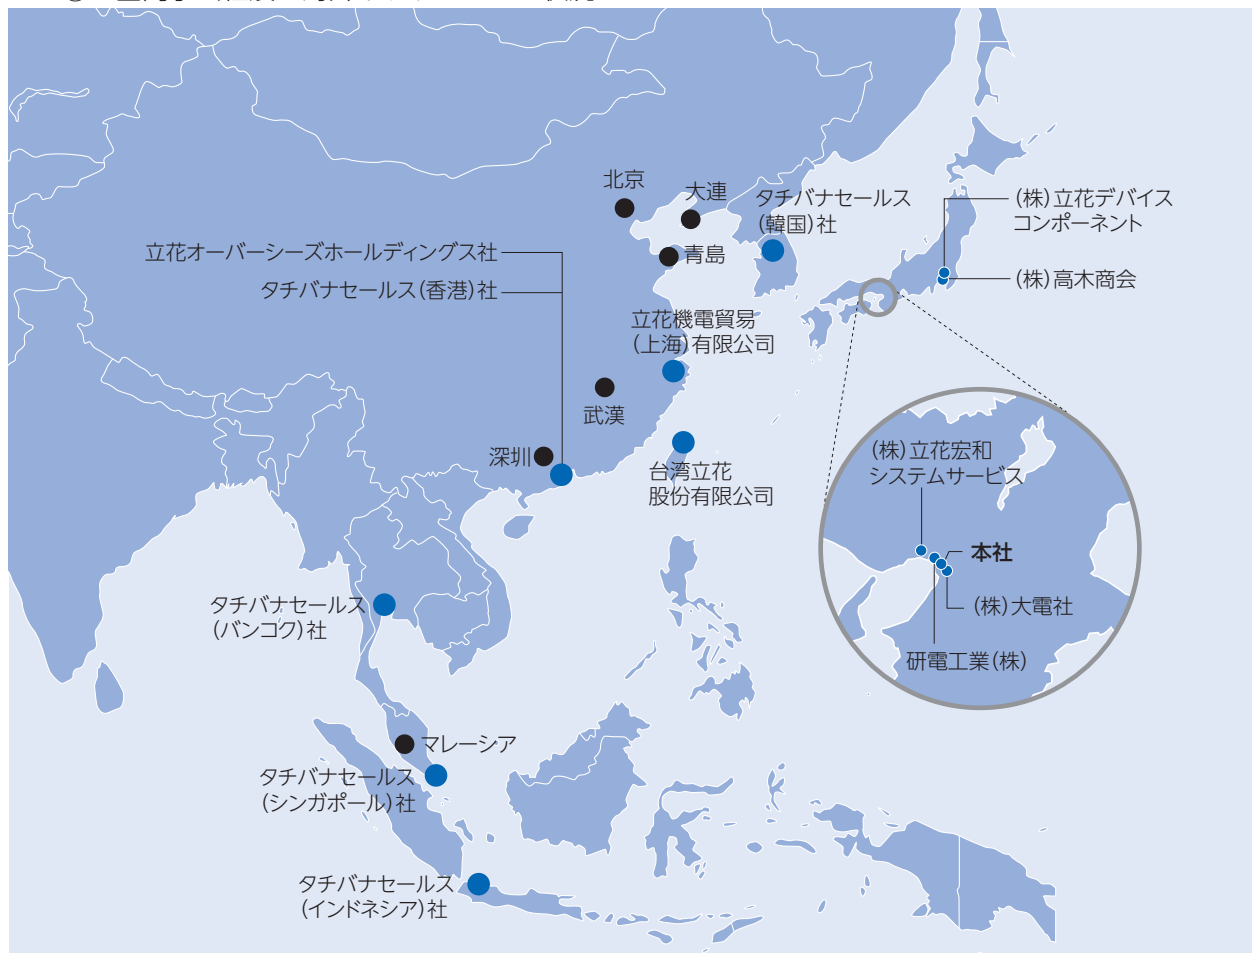 北京
大連
タチバナセールス
(韓国)社
(株)立花デバイス
コンポーネント
立花オーバーシーズホールディングス社
青島
(株)高木商会
タチバナセールス(香港)社
立花機電貿易
(上海)有限公司
武漢
深圳
台湾立花
股份有限公司
(株)立花宏和
システムサービス
本社
(株)大電社
研電工業(株)
タチバナセールス
(バンコク)社
マレーシア
タチバナセールス
(シンガポール)社
タチバナセールス
(インドネシア)社